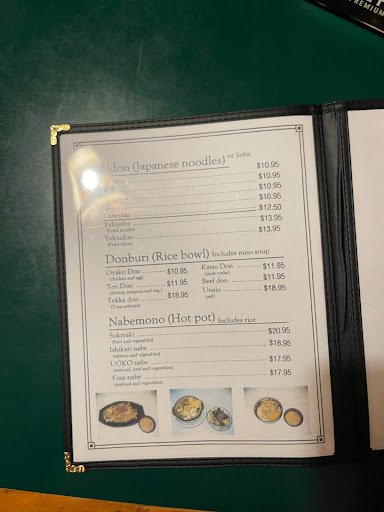 PREMIUM
Udon (Japanese noodles) or Soba
$10.95
$10.95
$10.95
$10.95
$12.50
Yakisoba $13.95
(Fried noodle)
Yakiudon $13.95
(Fried udon)
Donburi (Rice bowl) Includes miso soup
Oyako Don $10.95
(chicken and egg)
Ten Don $11.95
(Shrimp tempura and veg.)
Tekka don $18.95
(Tuna sashimi)
Katsu Don $11.95
(pork cutlet)
Beef don $11.95
Unaju $18.95
(eel)
Nabemono (Hot pot) Includes rice
Sukiyaki $20.95
(beef and vegetables)
Ishikari nabe $18.95
(salmon and vegetables)
UOKO nabe $17.95
(seafood, beef and vegetables)
Yose nabe $17.95
(seafood and vegetables)